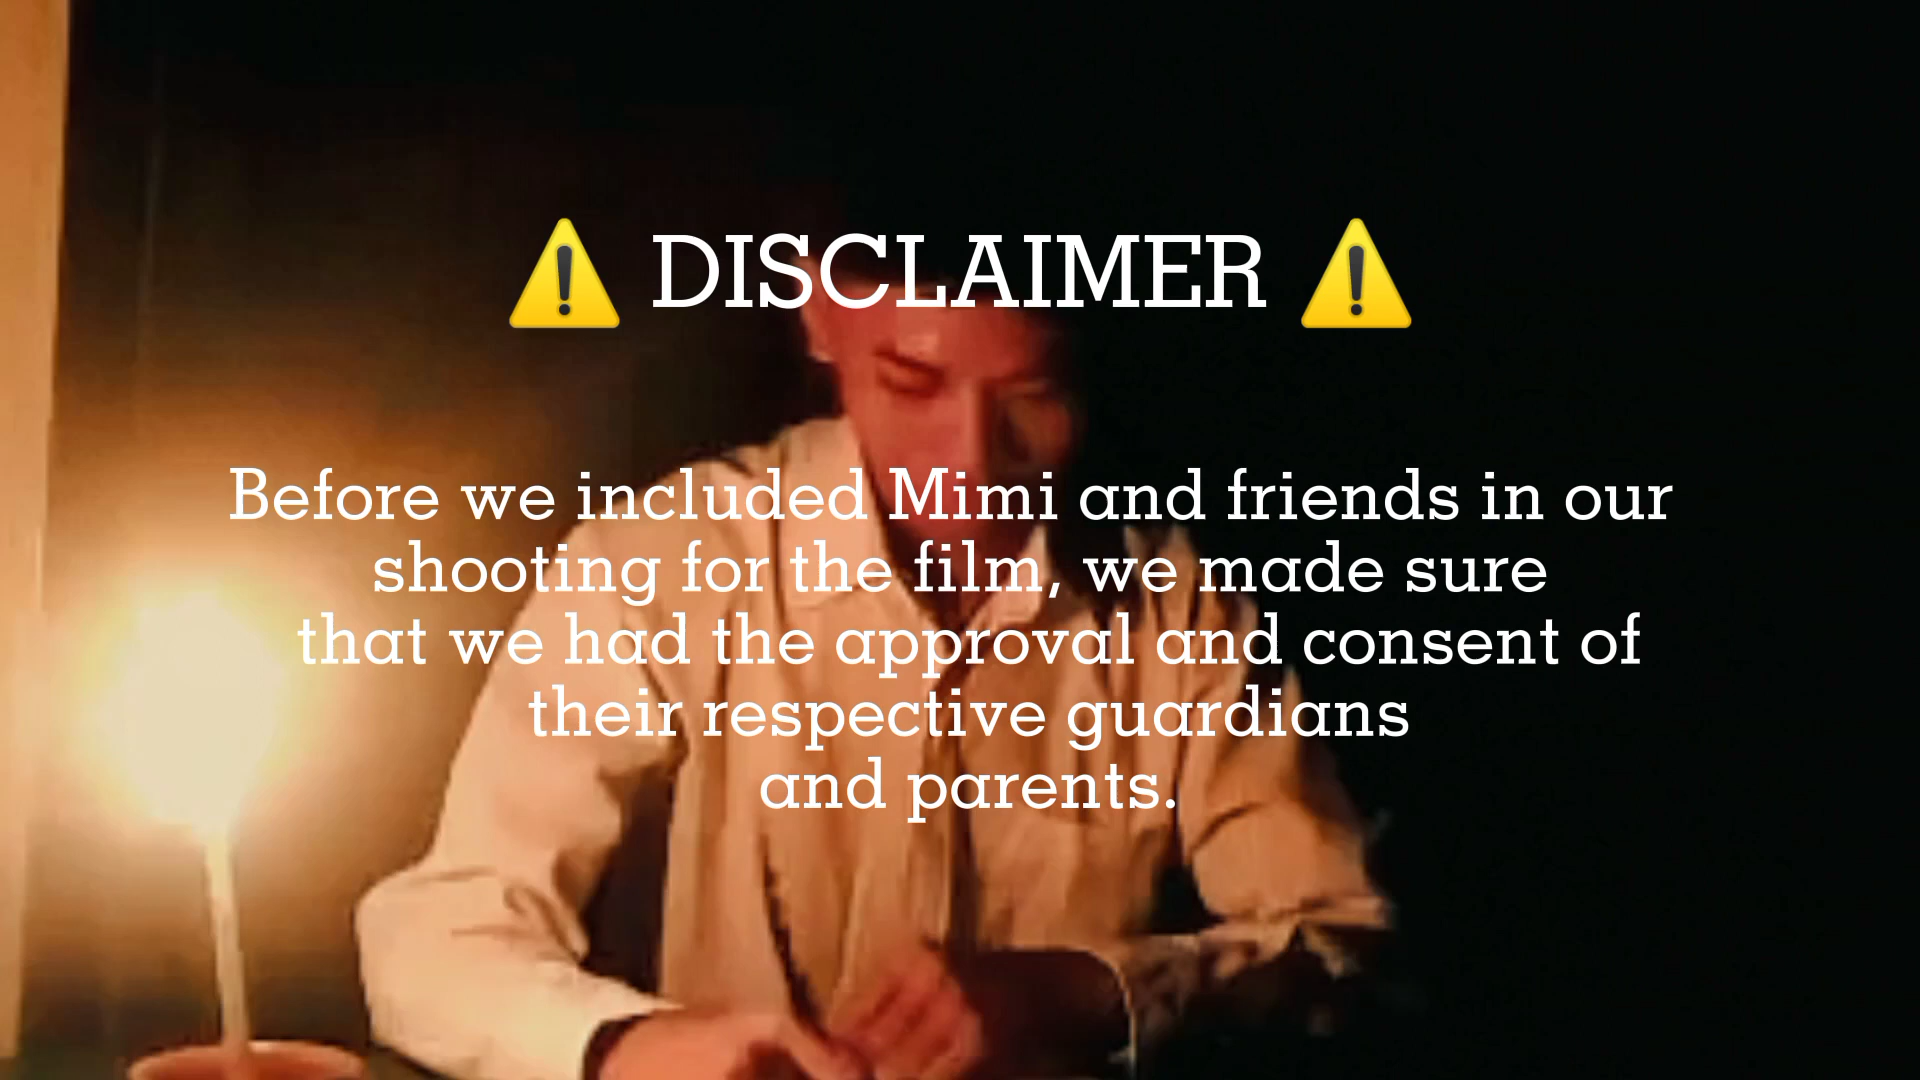 ⚠️ DISCLAIMER ⚠️
Before we included Mimi and friends in our
shooting for the film, we made sure
that we had the approval and consent of
their respective guardians
and parents.